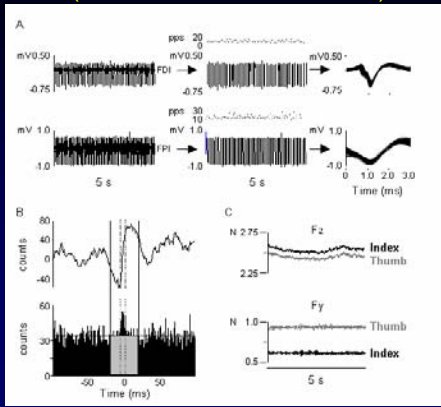 A
pps 20
0
mV 0.50
-0.75
FDI
mV 0.50
-0.75
mV 0.50
-0.75
pps 30
10
mV 1.0
-1.0
FPI
mV 1.0
-1.0
1.0
-1.0
5 s
5 s
0 1.0 2.0 3.0
Time (ms)
B
80
40
0
-40
counts
60
30
0
counts
-50 0 50
Time (ms)
C
Fz
N 2.75
2.25
Index
Thumb
Fy
N 1.0
0.5
Thumb
Index
5 s